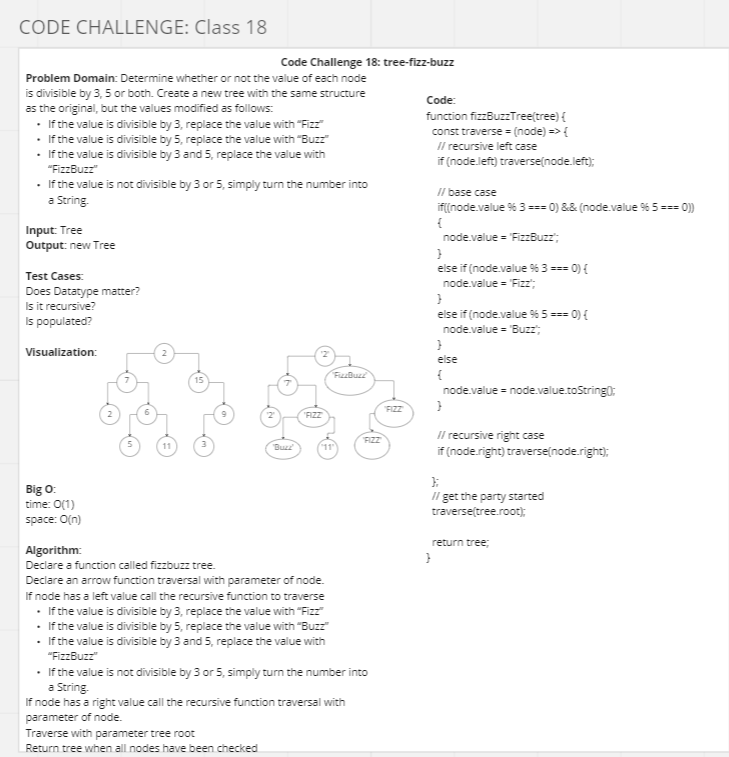 CODE CHALLENGE: Class 18
Code Challenge 18: tree-fizz-buzz
Problem Domain: Determine whether or not the value of each node
is divisible by 3, 5 or both. Create a new tree with the same structure
as the original, but the values modified as follows:
• If the value is divisible by 3, replace the value with “Fizz”
• If the value is divisible by 5, replace the value with “Buzz”
• If the value is divisible by 3 and 5, replace the value with
“FizzBuzz”
• If the value is not divisible by 3 or 5, simply turn the number into
a String.
Input: Tree
Output: new Tree
Test Cases:
Does Datatype matter?
Is it recursive?
Is populated?
Visualization:
2
7
15
2
6
9
5
11
3
'2'
'7'
'FizzBuzz'
'2'
'FIZZ'
'FIZZ'
'Buzz'
'11'
'FIZZ'
Big O:
time: O(1)
space: O(n)
Algorithm:
Declare a function called fizzbuzz tree.
Declare an arrow function traversal with parameter of node.
If node has a left value call the recursive function to traverse
• If the value is divisible by 3, replace the value with “Fizz”
• If the value is divisible by 5, replace the value with “Buzz”
• If the value is divisible by 3 and 5, replace the value with
“FizzBuzz”
• If the value is not divisible by 3 or 5, simply turn the number into
a String.
If node has a right value call the recursive function traversal with
parameter of node.
Traverse with parameter tree root
Return tree when all nodes have been checked
Code:
function fizzBuzzTree(tree) {
const traverse = (node) => {
// recursive left case
if (node.left) traverse(node.left);
// base case
if((node.value % 3 === 0) && (node.value % 5 === 0))
{
node.value = 'FizzBuzz';
}
else if (node.value % 3 === 0) {
node.value = 'Fizz';
}
else if (node.value % 5 === 0) {
node.value = 'Buzz';
}
else
{
node.value = node.value.toString();
}
// recursive right case
if (node.right) traverse(node.right);
};
// get the party started
traverse(tree.root);
return tree;
}